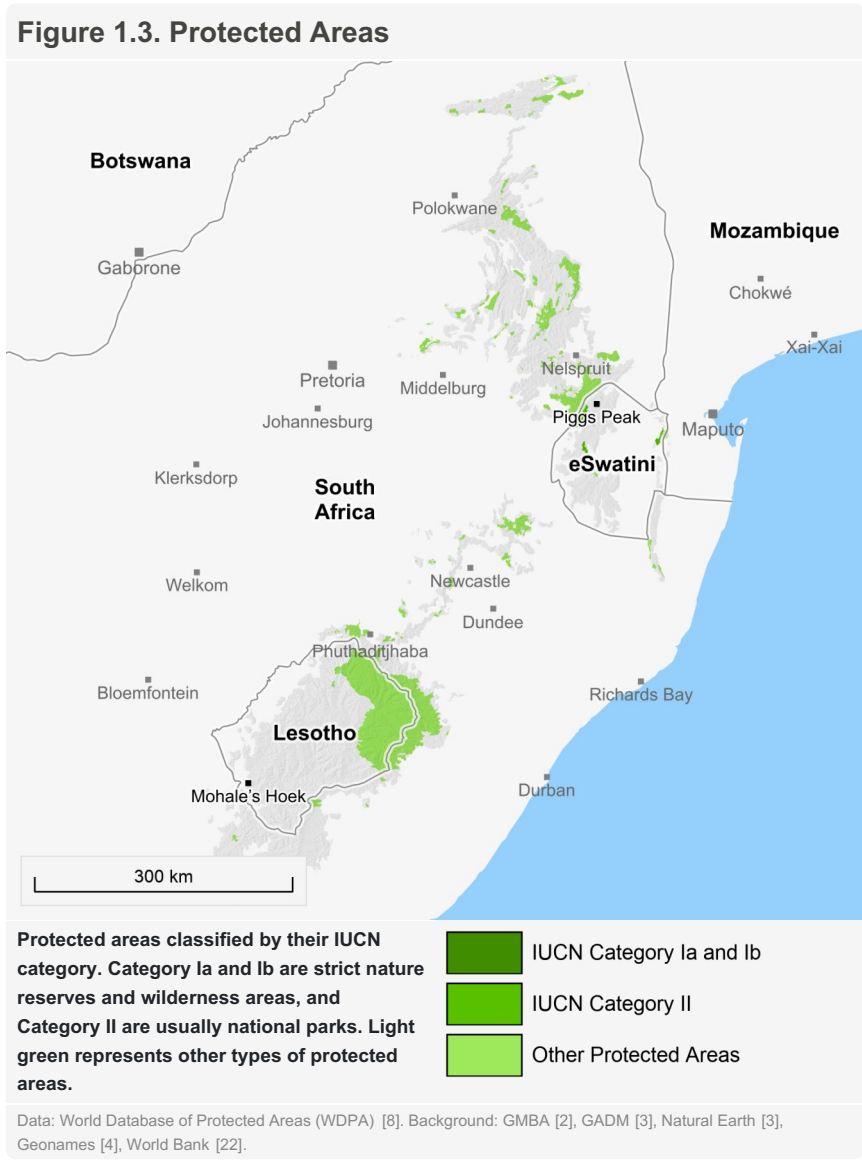 Figure 1.3. Protected Areas
Botswana
Polokwane
Mozambique
Gaborone
Chokwé
Xai-Xai
Nelspruit
Pretoria
Middelburg
Johannesburg
Piggs Peak
Maputo
eSwatini
Klerksdorp
South
Africa
Welkom
Newcastle
Dundee
Phuthaditjhaba
Bloemfontein
Richards Bay
Lesotho
Mohale's Hoek
Durban
300 km
Protected areas classified by their IUCN
category. Category Ia and Ib are strict nature
reserves and wilderness areas, and
Category II are usually national parks. Light
green represents other types of protected
areas.
IUCN Category Ia and Ib
IUCN Category II
Other Protected Areas
Data: World Database of Protected Areas (WDPA) [8]. Background: GMBA [2], GADM [3], Natural Earth [3],
Geonames [4], World Bank [22].